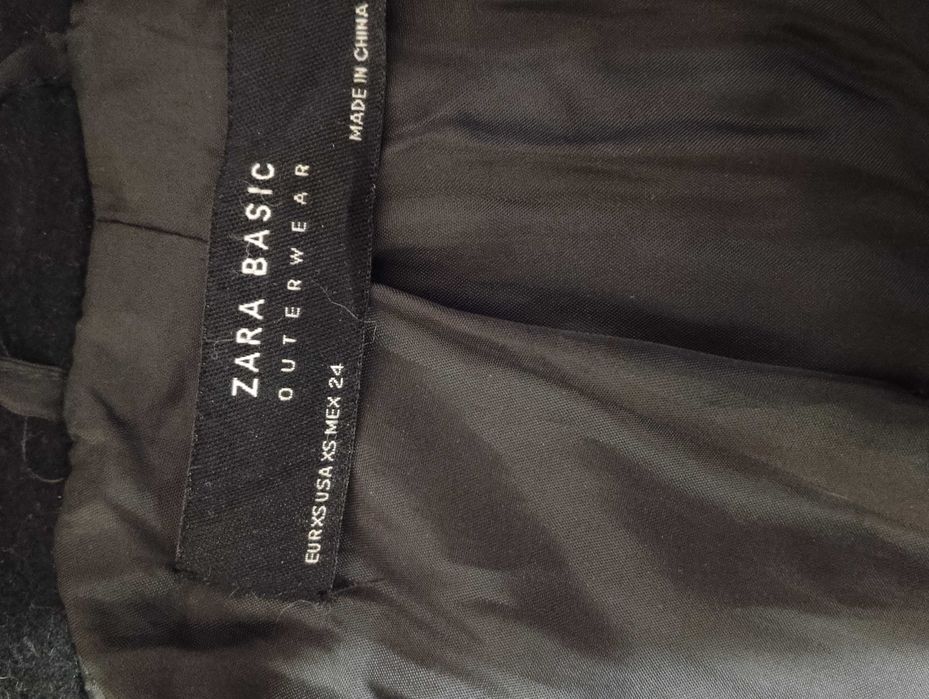 ZARA BASIC
OUTERWEAR
EUR XS USA XS MEX 24
MADE IN CHINA